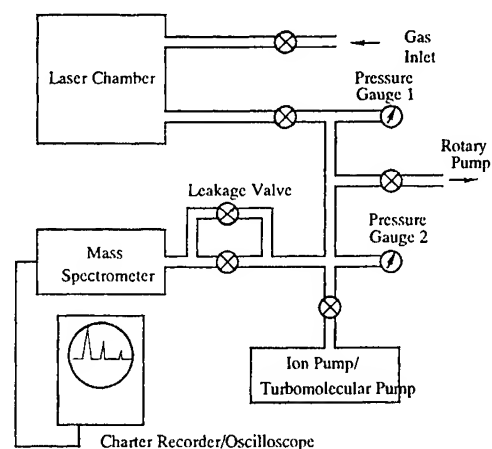 Gas
Inlet
Laser Chamber
Pressure
Gauge 1
Rotary
Pump
Leakage Valve
Pressure
Gauge 2
Mass
Spectrometer
Ion Pump/
Turbomolecular Pump
Charter Recorder/Oscilloscope